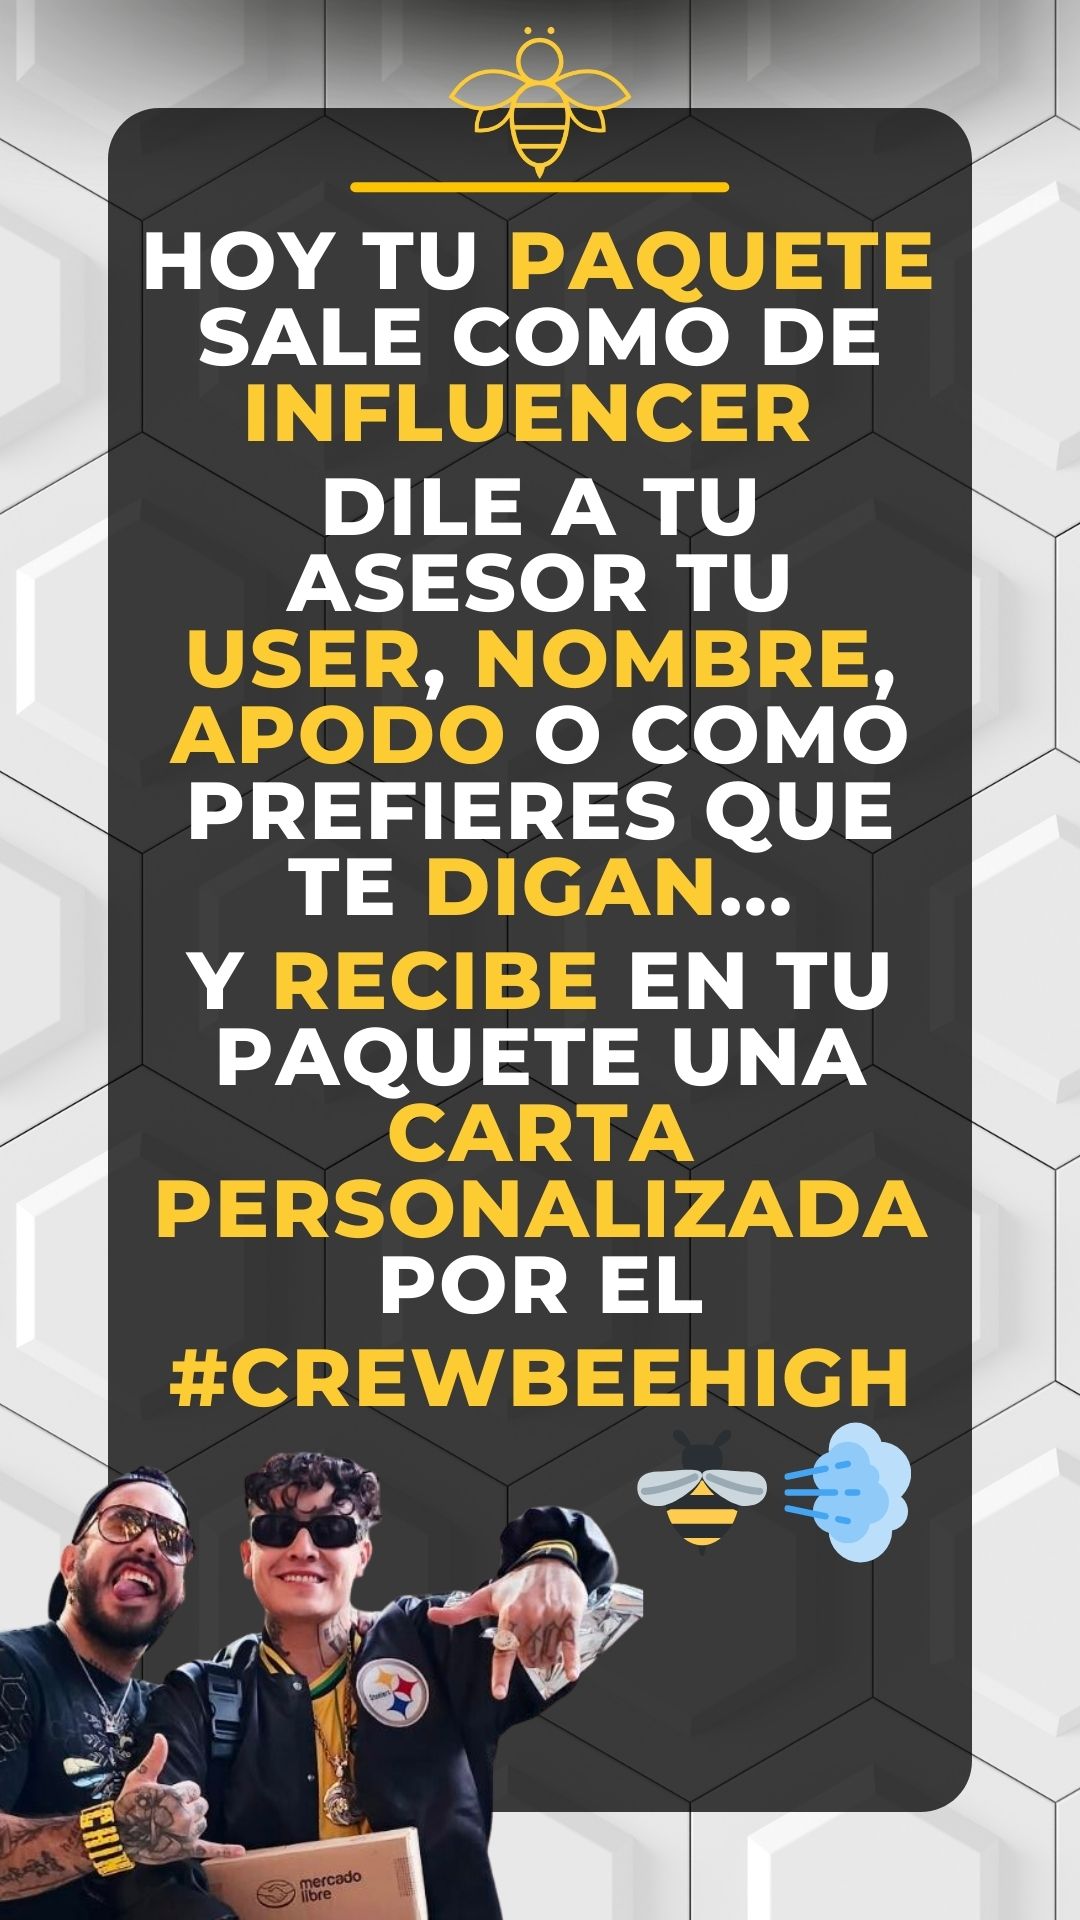 HOY TU PAQUETE
SALE COMO DE
INFLUENCER
DILE A TU
ASESOR TU
USER, NOMBRE,
APODO O COMO
PREFIERES QUE
TE DIGAN...
Y RECIBE EN TU
PAQUETE UNA
CARTA
PERSONALIZADA
POR EL
#CREWBEEHIGH
Steelers
CHIN
mercado
libre